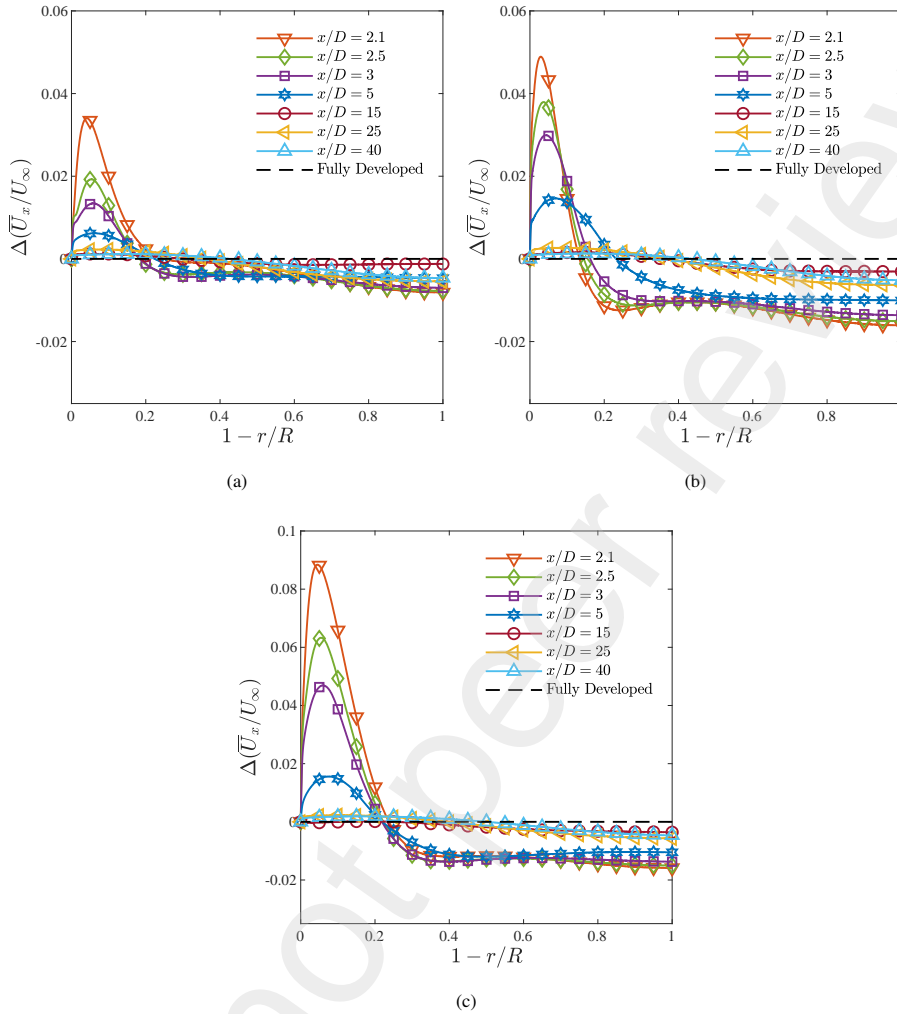 0.06
0.04
0.02
0
-0.02
0 0.2 0.4 0.6 0.8 1
1 − r/R
Δ(U̅x/U∞)
x/D = 2.1
x/D = 2.5
x/D = 3
x/D = 5
x/D = 15
x/D = 25
x/D = 40
Fully Developed
(a)
0.06
0.04
0.02
0
-0.02
0 0.2 0.4 0.6 0.8
1 − r/R
Δ(U̅x/U∞)
x/D = 2.1
x/D = 2.5
x/D = 3
x/D = 5
x/D = 15
x/D = 25
x/D = 40
Fully Developed
(b)
0.1
0.08
0.06
0.04
0.02
0
-0.02
0 0.2 0.4 0.6 0.8 1
1 − r/R
Δ(U̅x/U∞)
x/D = 2.1
x/D = 2.5
x/D = 3
x/D = 5
x/D = 15
x/D = 25
x/D = 40
Fully Developed
(c)
not peer review